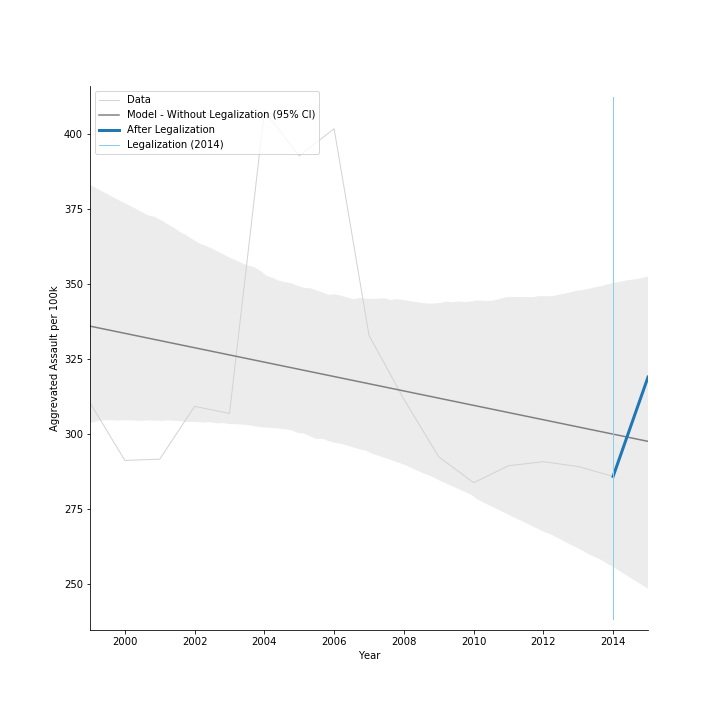 Data
Model - Without Legalization (95% CI)
After Legalization
Legalization (2014)
400
375
350
325
300
275
250
Aggrevated Assault per 100k
2000 2002 2004 2006 2008 2010 2012 2014
Year